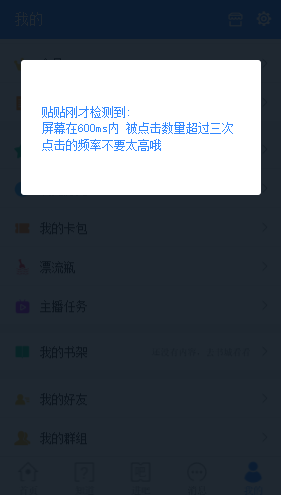 我的
贴贴刚才检测到:
屏幕在600ms内 被点击数量超过三次
点击的频率不要太高哦
我的卡包
漂流瓶
主播任务
我的书架
我的好友
我的群组